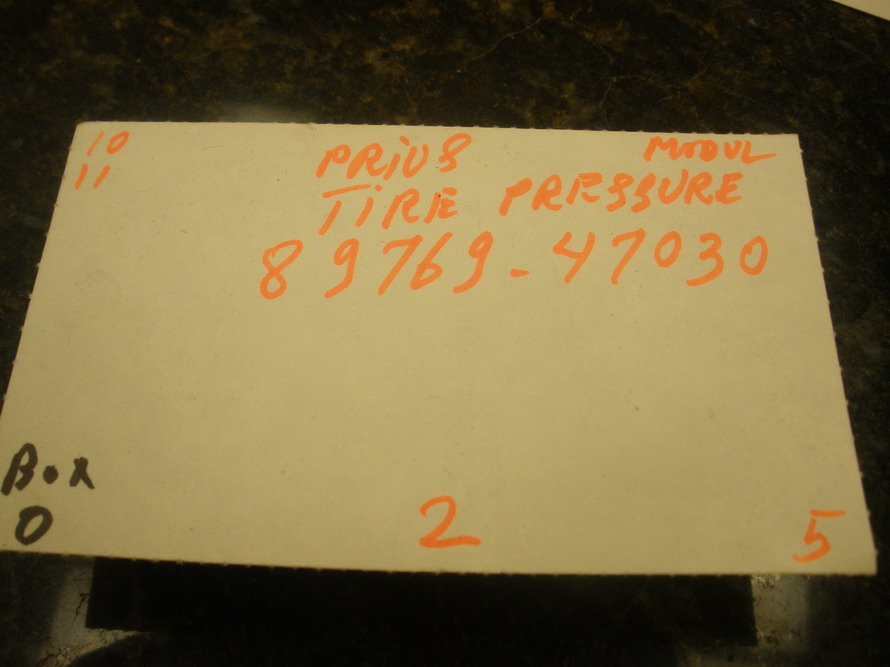 10
11
PRiUS MODUL
TiRE PRESSURE
89769-47030
Box
0
2
5